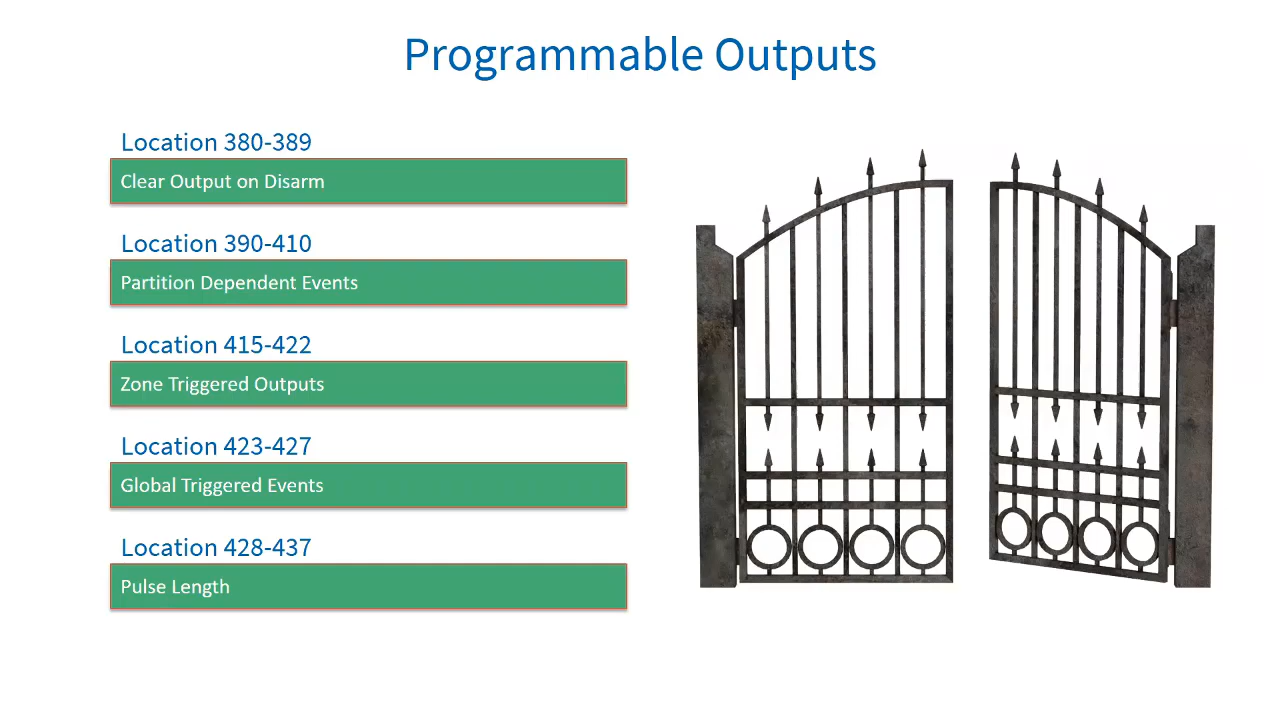 Programmable Outputs
Location 380-389
Clear Output on Disarm
Location 390-410
Partition Dependent Events
Location 415-422
Zone Triggered Outputs
Location 423-427
Global Triggered Events
Location 428-437
Pulse Length